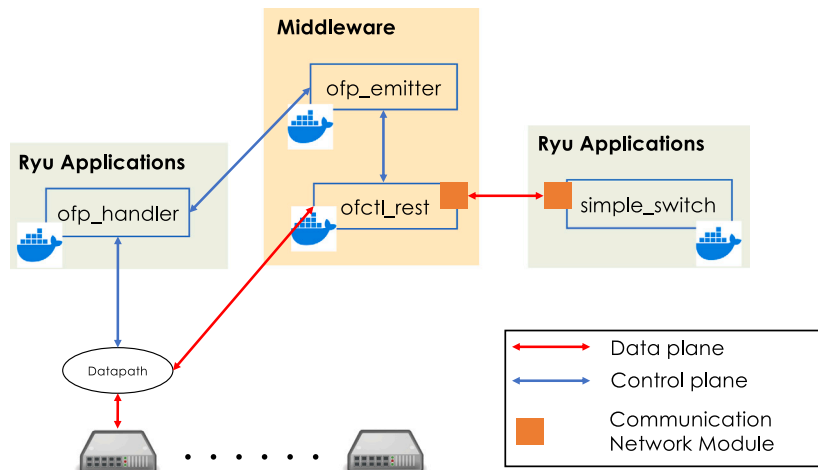 Middleware
ofp_emitter
Ryu Applications
ofp_handler
ofctl_rest
Ryu Applications
simple_switch
Datapath
Data plane
Control plane
Communication
Network Module